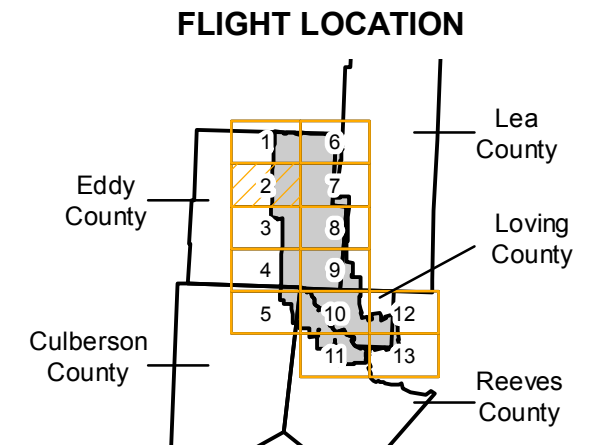 FLIGHT LOCATION
Lea
County
1
6
Eddy
County
2
7
3
8
Loving
County
4
9
5
10
12
Culberson
County
11
13
Reeves
County